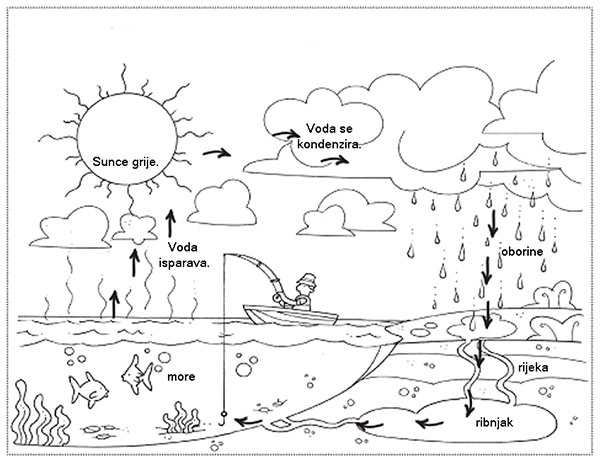 Sunce grije.
Voda se
kondenzira.
Voda
isparava.
oborine
more
rijeka
ribnjak